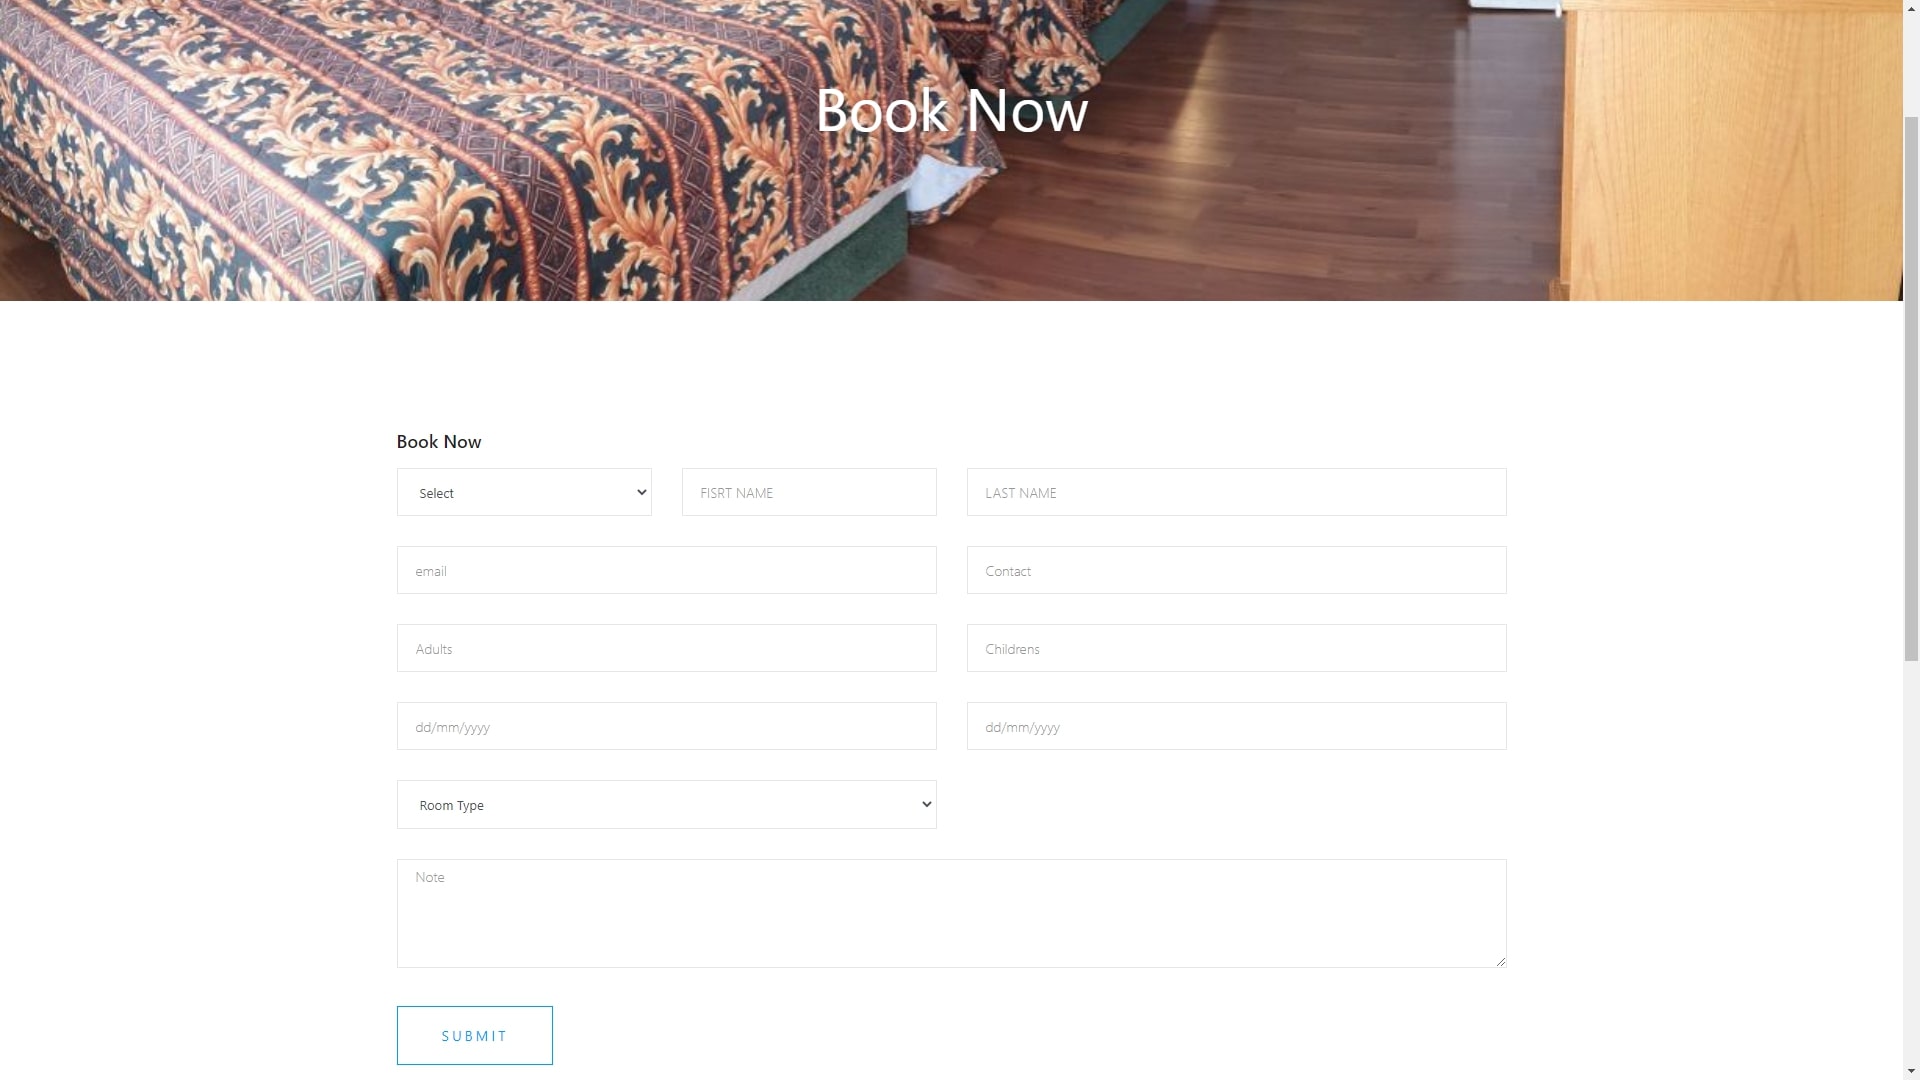 Book Now
Book Now
Select
FISRT NAME
LAST NAME
email
Contact
Adults
Childrens
dd/mm/yyyy
dd/mm/yyyy
Room Type
Note
SUBMIT